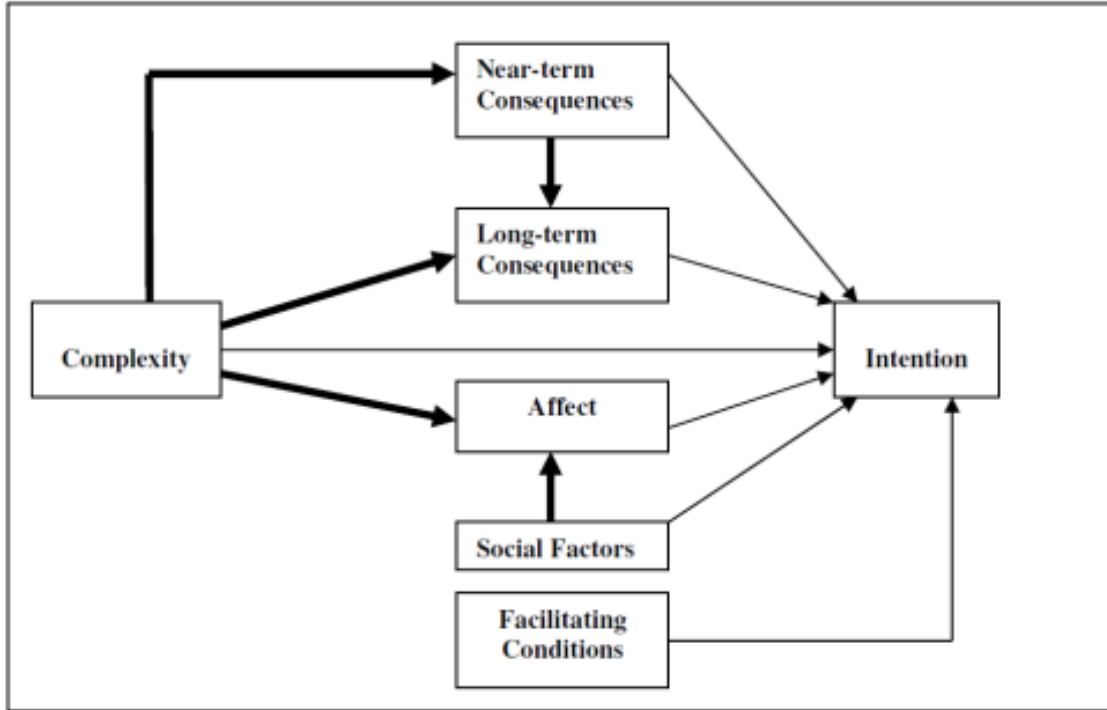 Near-term
Consequences
Long-term
Consequences
Complexity
Intention
Affect
Social Factors
Facilitating
Conditions